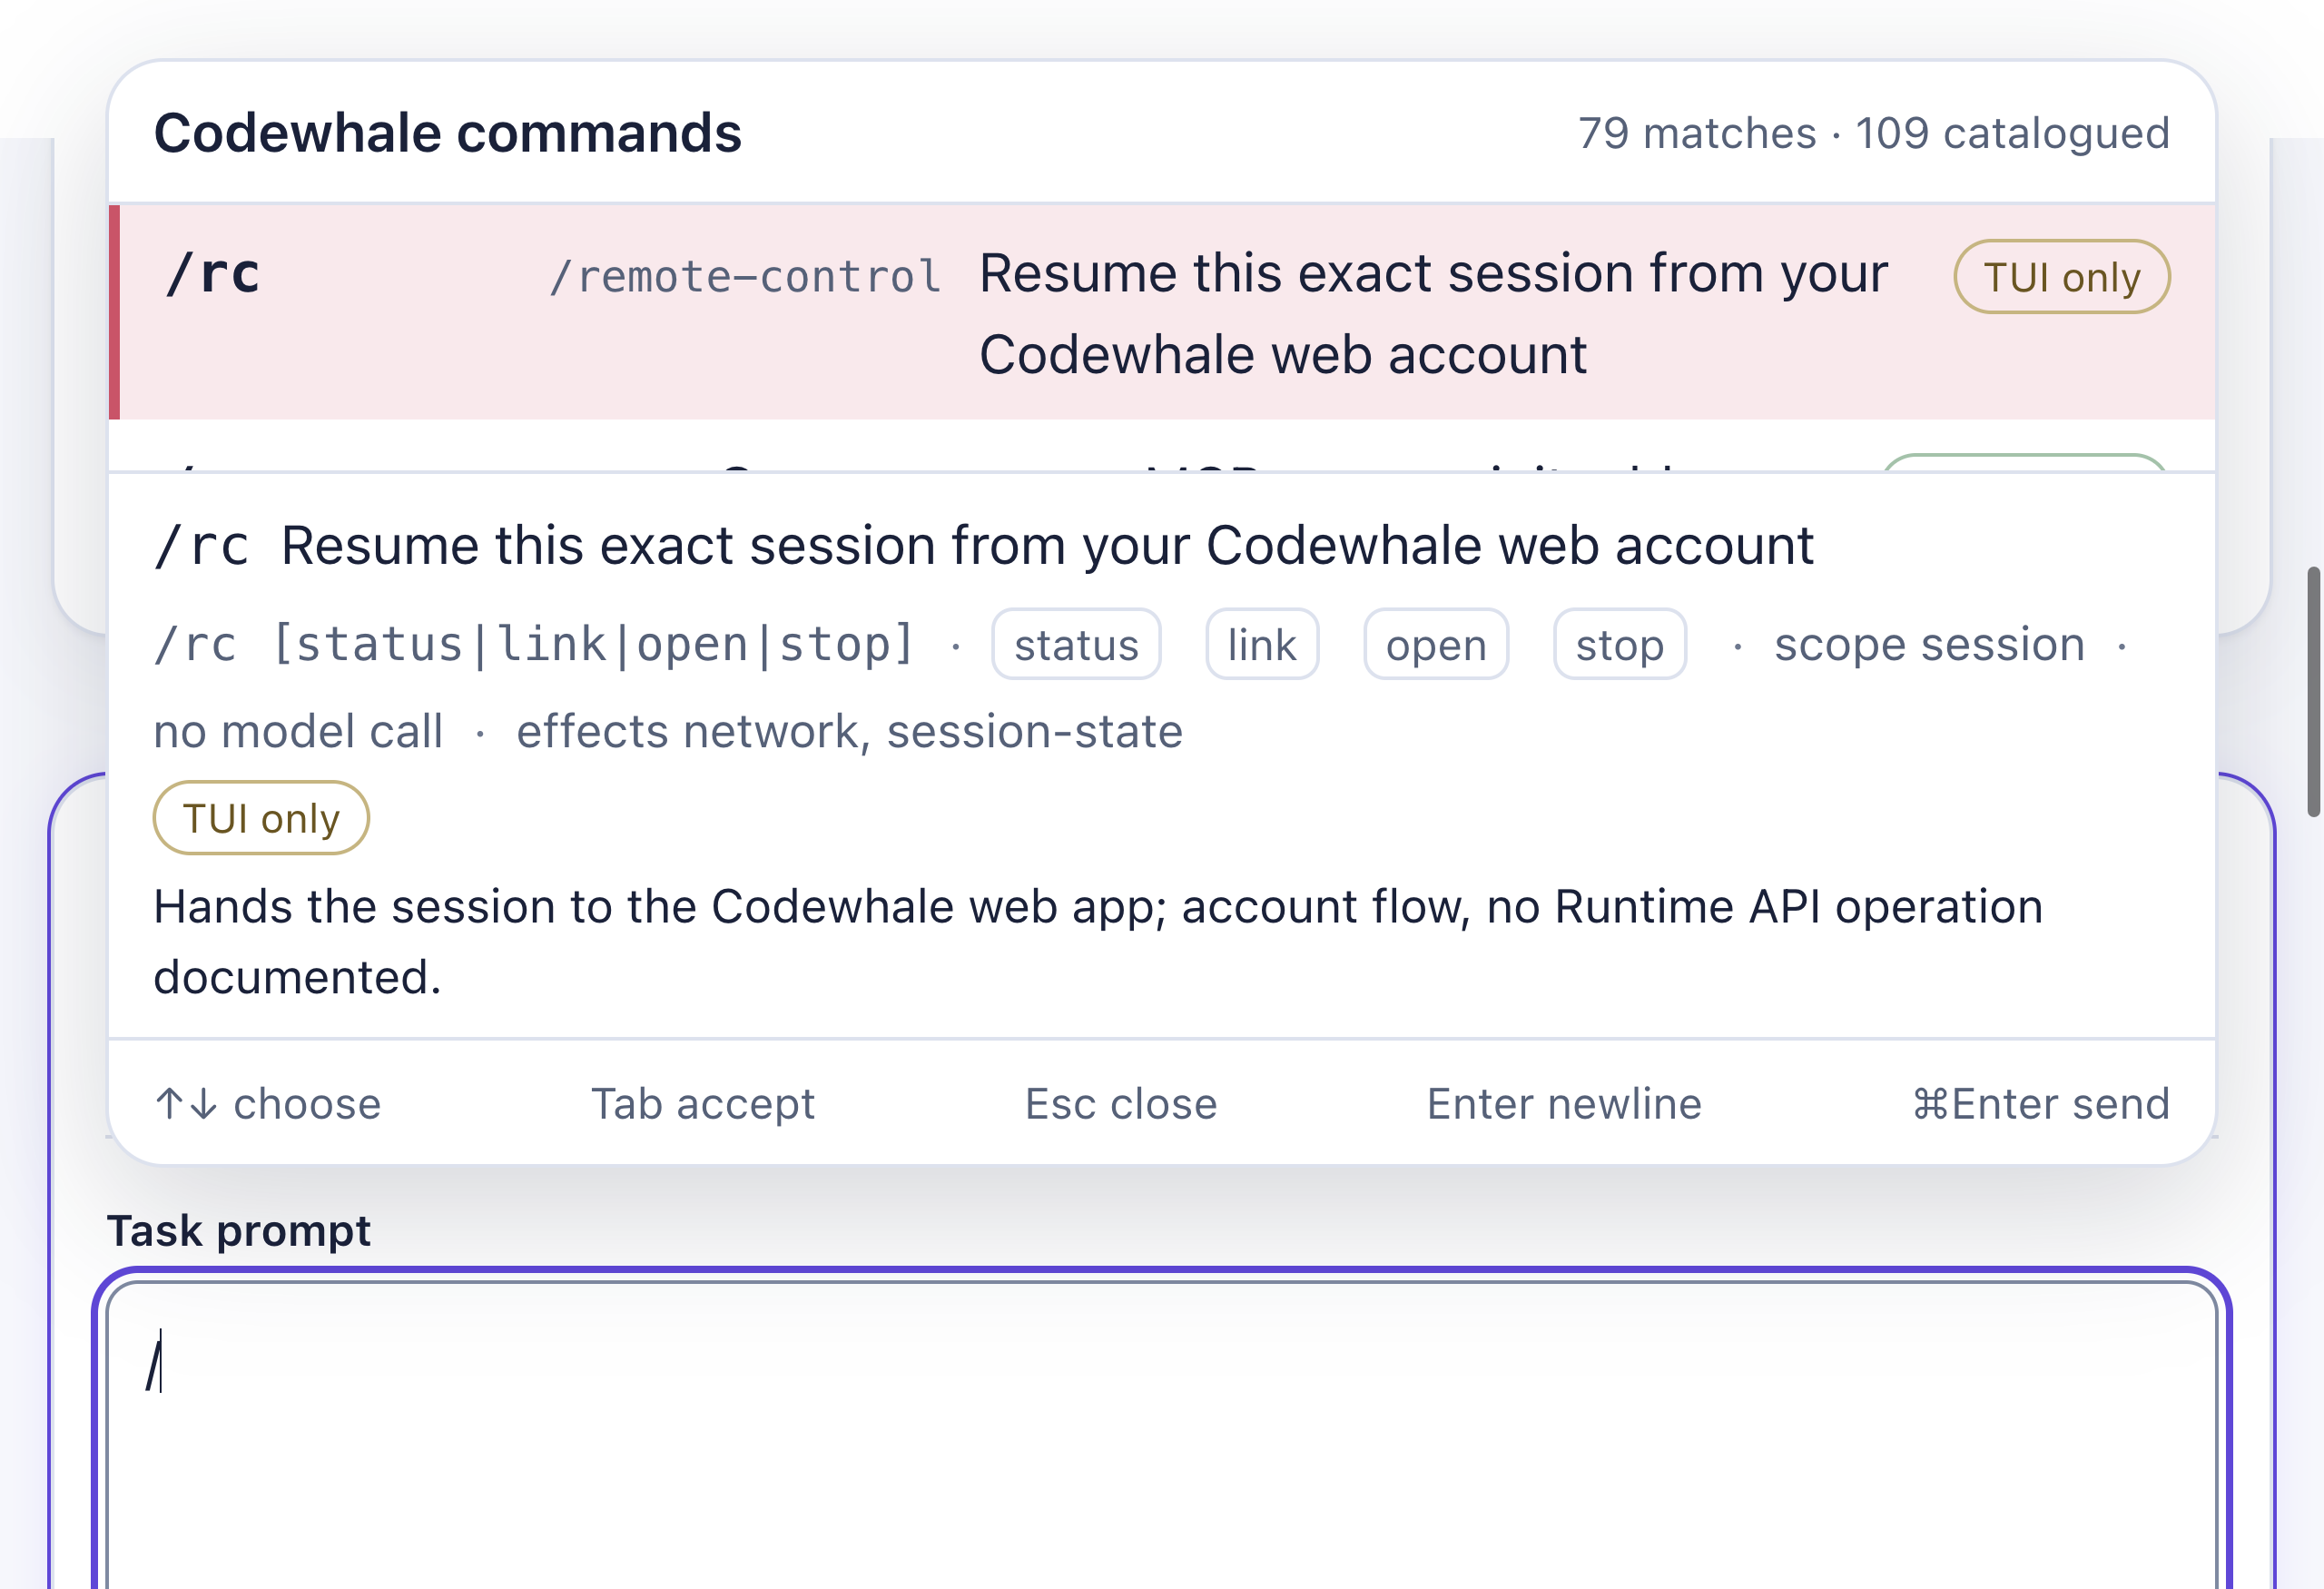 Codewhale commands 79 matches · 109 catalogued
/rc /remote-control Resume this exact session from your TUI only
Codewhale web account
/rc Resume this exact session from your Codewhale web account
/rc [status|link|open|stop] · status link open stop · scope session ·
no model call · effects network, session-state
TUI only
Hands the session to the Codewhale web app; account flow, no Runtime API operation
documented.
↑↓ choose Tab accept Esc close Enter newline ⌘Enter send
Task prompt
/